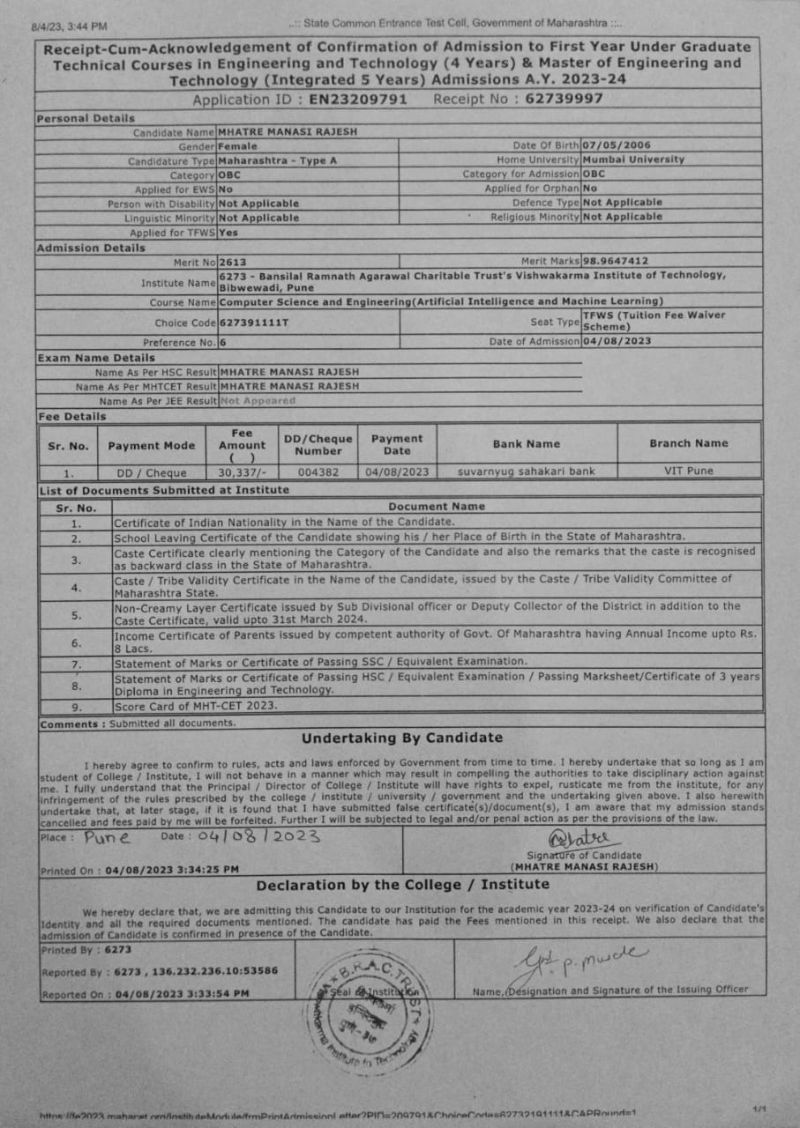 8/4/23, 3:44 PM
..:: State Common Entrance Test Cell, Government of Maharashtra ::..
Receipt-Cum-Acknowledgement of Confirmation of Admission to First Year Under Graduate
Technical Courses in Engineering and Technology (4 Years) & Master of Engineering and
Technology (Integrated 5 Years) Admissions A.Y. 2023-24
Application ID : EN23209791 Receipt No : 62739997
Personal Details
Candidate Name MHATRE MANASI RAJESH
Gender Female Date Of Birth 07/05/2006
Candidature Type Maharashtra - Type A Home University Mumbai University
Category OBC Category for Admission OBC
Applied for EWS No Applied for Orphan No
Person with Disability Not Applicable Defence Type Not Applicable
Linguistic Minority Not Applicable Religious Minority Not Applicable
Applied for TFWS Yes
Admission Details
Merit No 2613 Merit Marks 98.9647412
Institute Name 6273 - Bansilal Ramnath Agarawal Charitable Trust's Vishwakarma Institute of Technology,
Bibwewadi, Pune
Course Name Computer Science and Engineering(Artificial Intelligence and Machine Learning)
Choice Code 627391111T Seat Type TFWS (Tuition Fee Waiver
Scheme)
Preference No. 6 Date of Admission 04/08/2023
Exam Name Details
Name As Per HSC Result MHATRE MANASI RAJESH
Name As Per MHTCET Result MHATRE MANASI RAJESH
Name As Per JEE Result Not Appeared
Fee Details
Sr. No. Payment Mode Fee Amount ( ) DD/Cheque Number Payment Date Bank Name Branch Name
1. DD / Cheque 30,337/- 004382 04/08/2023 suvarnyug sahakari bank VIT Pune
List of Documents Submitted at Institute
Sr. No. Document Name
1. Certificate of Indian Nationality in the Name of the Candidate.
2. School Leaving Certificate of the Candidate showing his / her Place of Birth in the State of Maharashtra.
3. Caste Certificate clearly mentioning the Category of the Candidate and also the remarks that the caste is recognised
as backward class in the State of Maharashtra.
4. Caste / Tribe Validity Certificate in the Name of the Candidate, issued by the Caste / Tribe Validity Committee of
Maharashtra State.
5. Non-Creamy Layer Certificate issued by Sub Divisional officer or Deputy Collector of the District in addition to the
Caste Certificate, valid upto 31st March 2024.
6. Income Certificate of Parents issued by competent authority of Govt. Of Maharashtra having Annual Income upto Rs.
8 Lacs.
7. Statement of Marks or Certificate of Passing SSC / Equivalent Examination.
8. Statement of Marks or Certificate of Passing HSC / Equivalent Examination / Passing Marksheet/Certificate of 3 years
Diploma in Engineering and Technology.
9. Score Card of MHT-CET 2023.
Comments : Submitted all documents.
Undertaking By Candidate
I hereby agree to confirm to rules, acts and laws enforced by Government from time to time. I hereby undertake that so long as I am
student of College / Institute, I will not behave in a manner which may result in compelling the authorities to take disciplinary action against
me. I fully understand that the Principal / Director of College / Institute will have rights to expel, rusticate me from the institute, for any
infringement of the rules prescribed by the college / institute / university / government and the undertaking given above. I also herewith
undertake that, at later stage, if it is found that I have submitted false certificate(s)/document(s), I am aware that my admission stands
cancelled and fees paid by me will be forfeited. Further I will be subjected to legal and/or penal action as per the provisions of the law.
Place : Pune Date : 04/08/2023
Signature of Candidate
Printed On : 04/08/2023 3:34:25 PM (MHATRE MANASI RAJESH)
Declaration by the College / Institute
We hereby declare that, we are admitting this Candidate to our Institution for the academic year 2023-24 on verification of Candidate's
Identity and all the required documents mentioned. The candidate has paid the Fees mentioned in this receipt. We also declare that the
admission of Candidate is confirmed in presence of the Candidate.
Printed By : 6273
Reported By : 6273 , 136.232.236.10:53586
Reported On : 04/08/2023 3:33:54 PM
B.R.A.C. TRUST
Seal of Institute
Institute
Name, Designation and Signature of the Issuing Officer
1/1